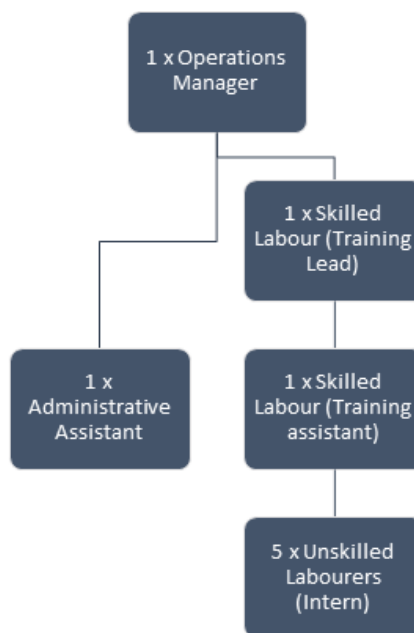 1 x Operations
Manager
1 x Skilled
Labour (Training
Lead)
1 x
Administrative
Assistant
1 x Skilled
Labour (Training
assistant)
5 x Unskilled
Labourers
(Intern)